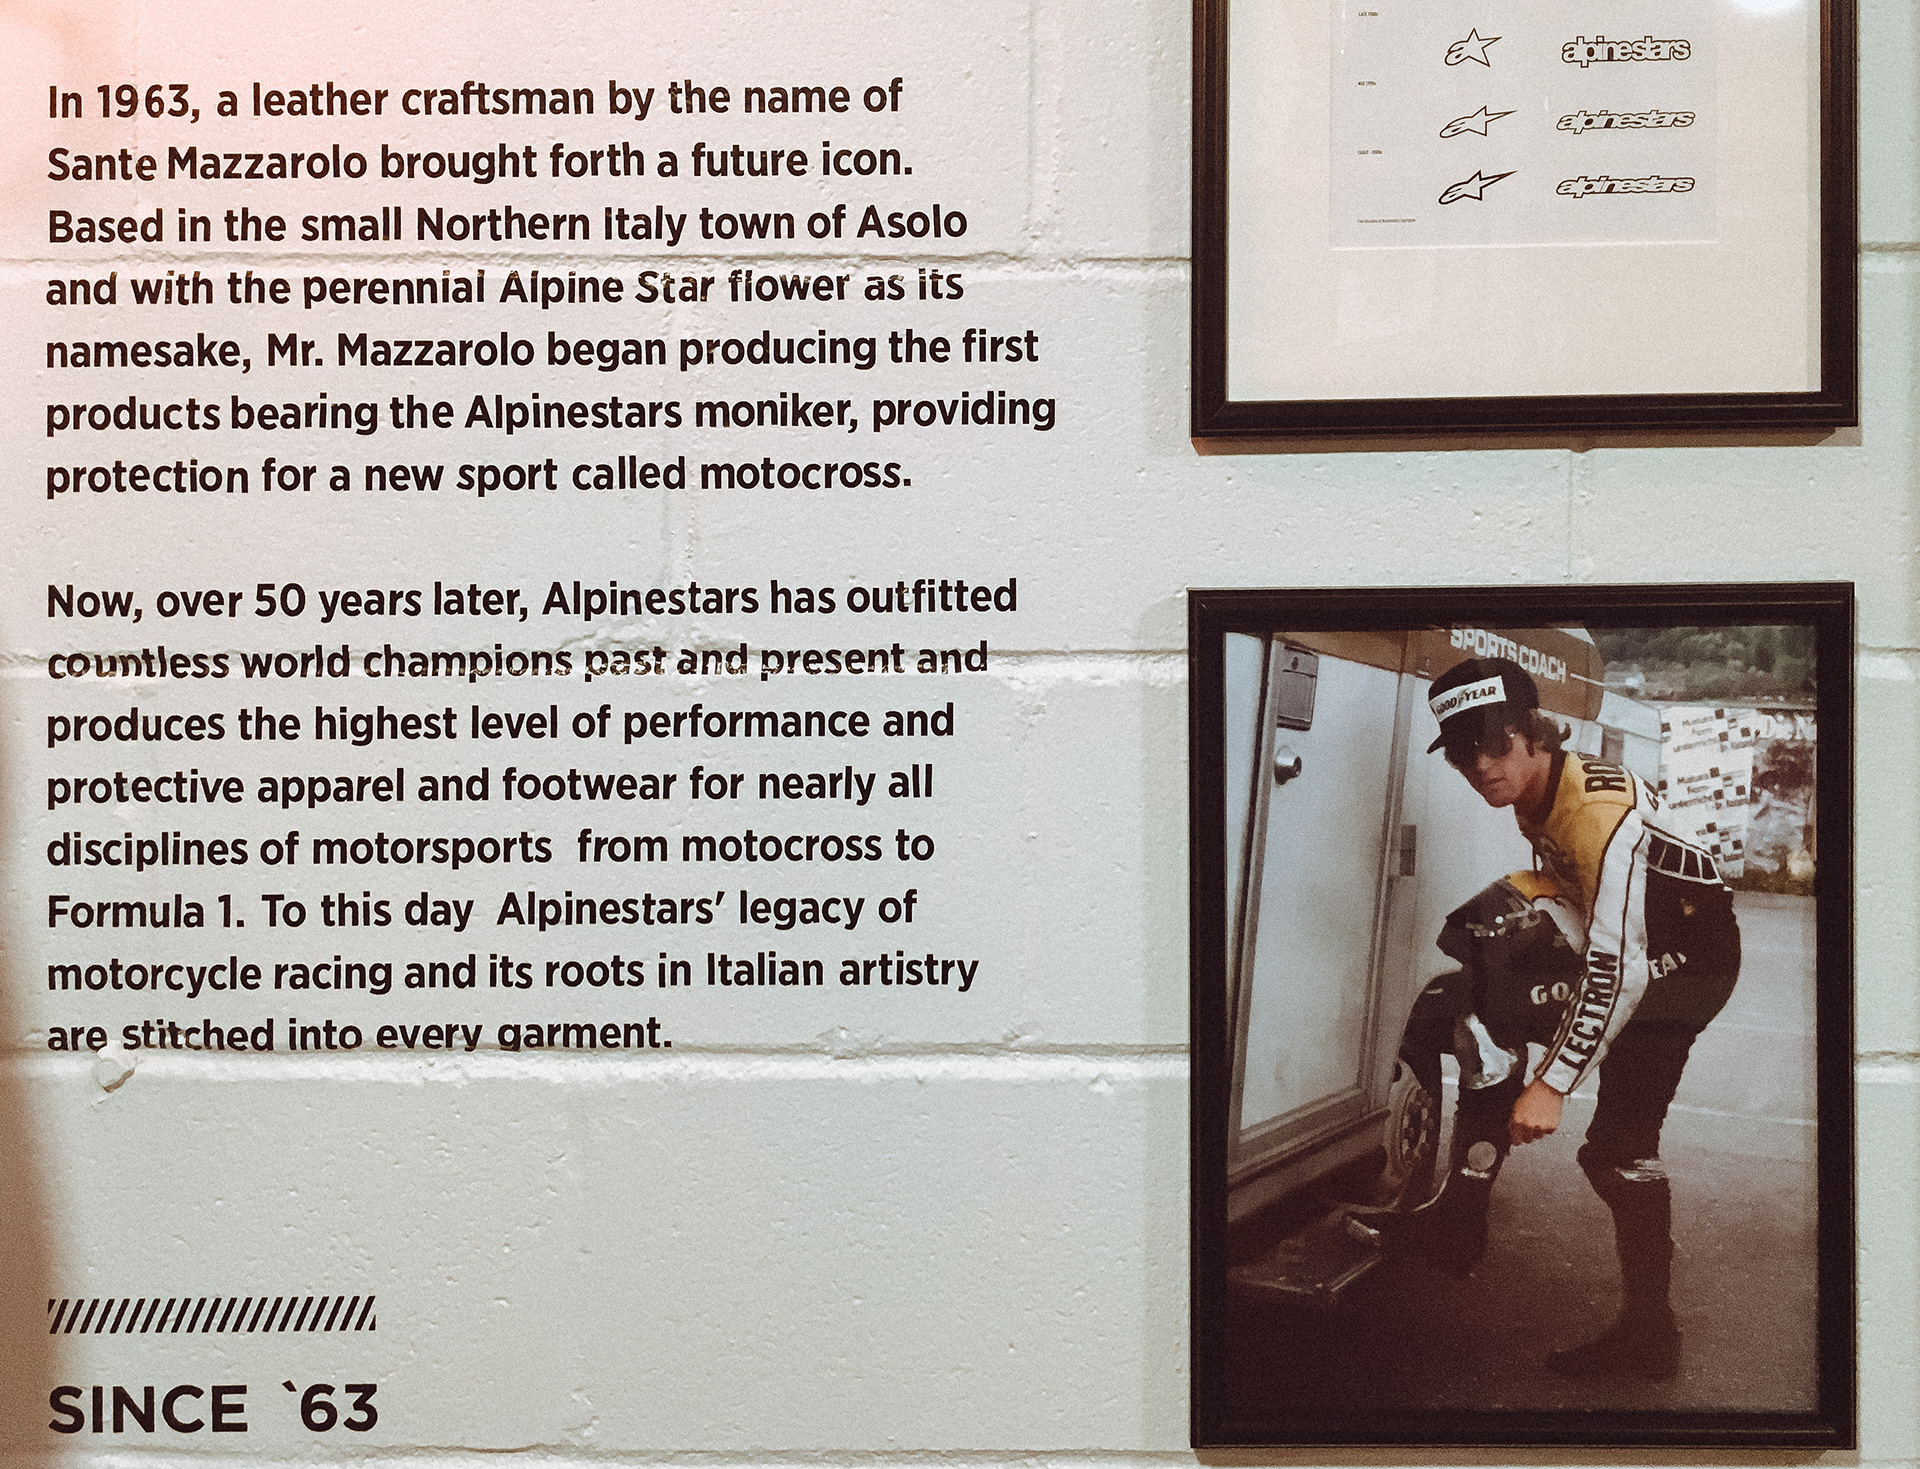 In 1963, a leather craftsman by the name of
Sante Mazzarolo brought forth a future icon.
Based in the small Northern Italy town of Asolo
and with the perennial Alpine Star flower as its
namesake, Mr. Mazzarolo began producing the first
products bearing the Alpinestars moniker, providing
protection for a new sport called motocross.
Now, over 50 years later, Alpinestars has outfitted
countless world champions past and present and
produces the highest level of performance and
protective apparel and footwear for nearly all
disciplines of motorsports from motocross to
Formula 1. To this day Alpinestars' legacy of
motorcycle racing and its roots in Italian artistry
are stitched into every garment.
SINCE `63
alpinestars
alpinestars
alpinestars
SPORTS COACH
GOODYEAR
LECTRON